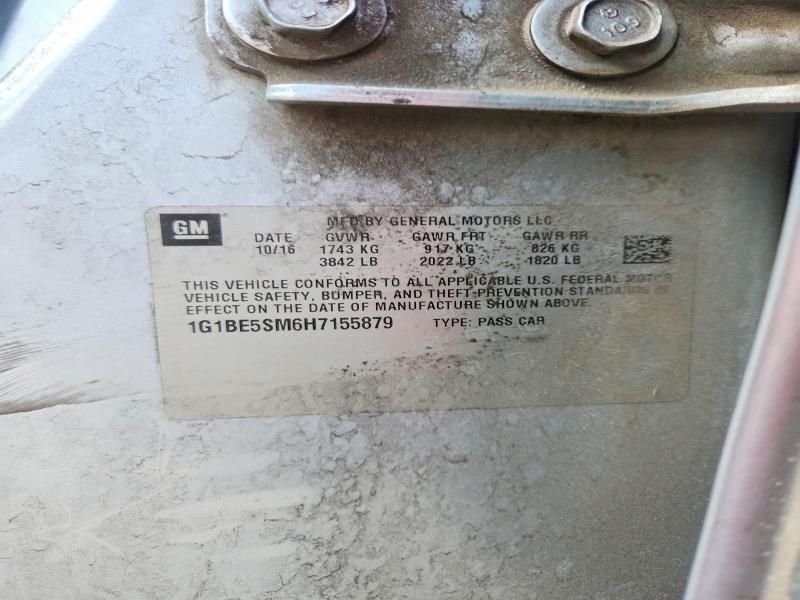 109
GM
MFD BY GENERAL MOTORS LLC
DATE GVWR GAWR FRT GAWR RR
10/16 1743 KG 917 KG 826 KG
3842 LB 2022 LB 1820 LB
THIS VEHICLE CONFORMS TO ALL APPLICABLE U.S. FEDERAL MOTOR
VEHICLE SAFETY, BUMPER, AND THEFT PREVENTION STANDARDS IN
EFFECT ON THE DATE OF MANUFACTURE SHOWN ABOVE.
1G1BE5SM6H7155879 TYPE: PASS CAR